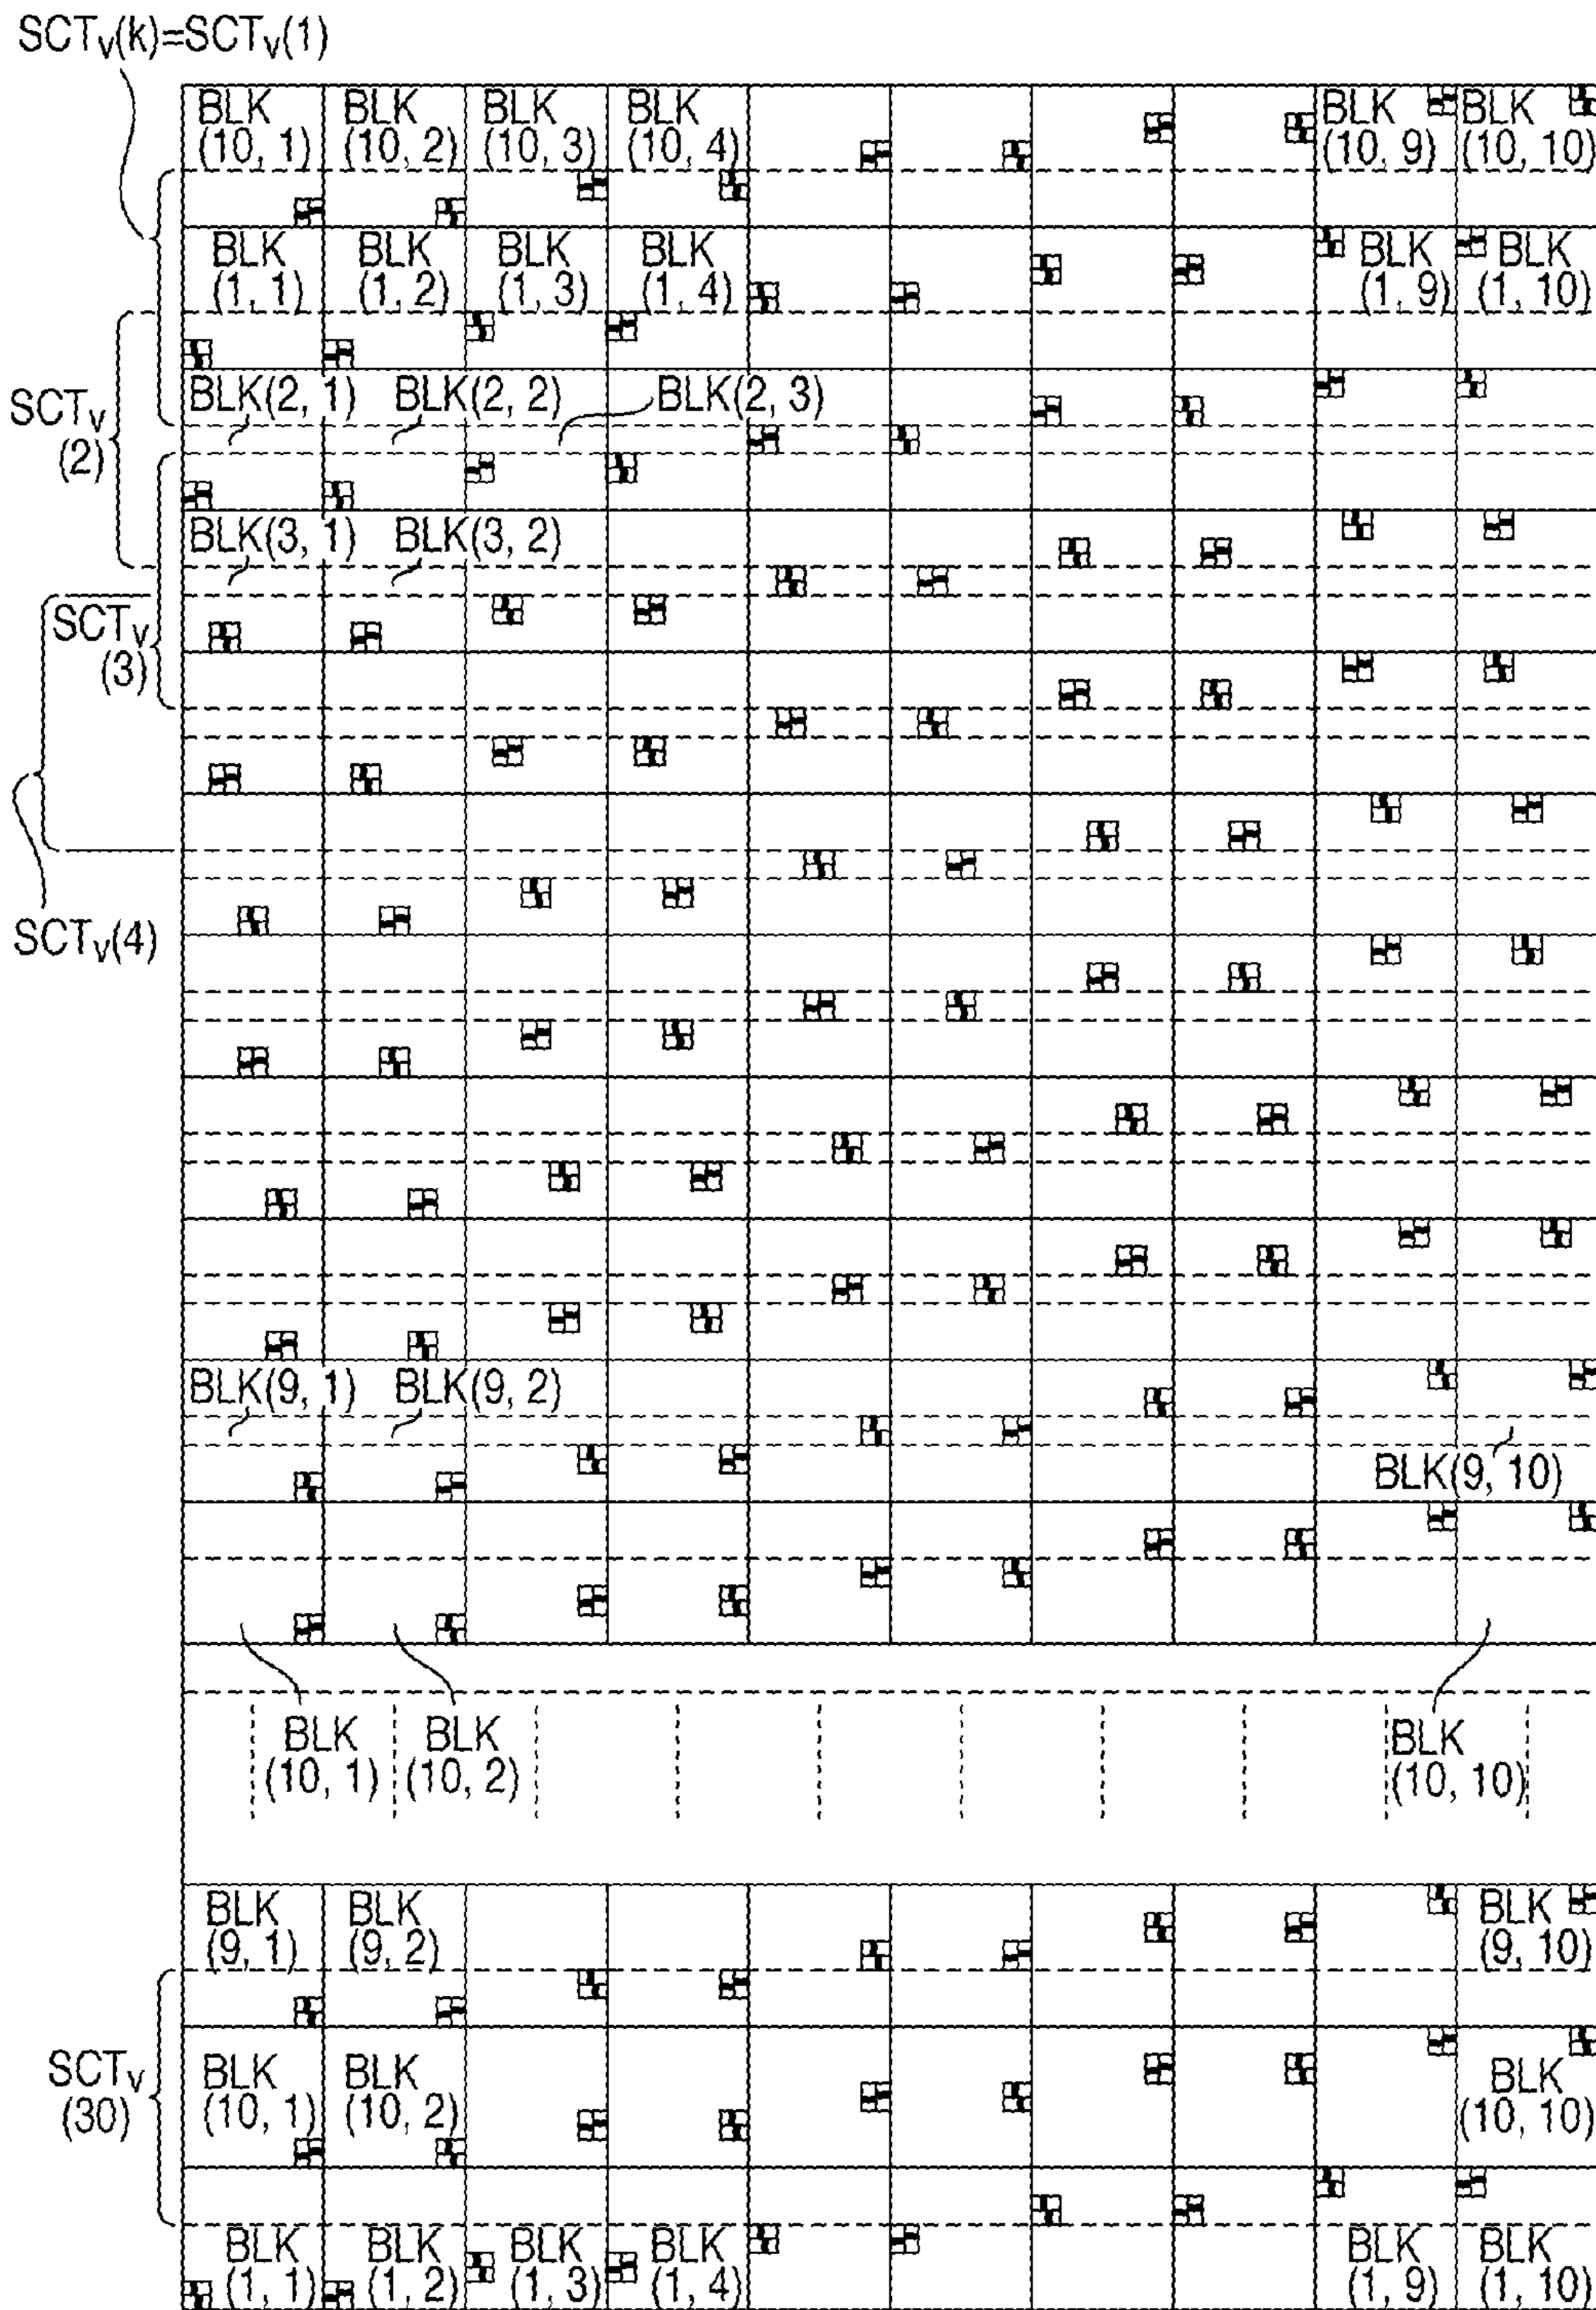 SCTv(k)=SCTv(1)
BLK BLK BLK BLK BLK BLK
(10, 1) (10, 2) (10, 3) (10, 4) (10, 9) (10, 10)
BLK BLK BLK BLK BLK BLK
(1, 1) (1, 2) (1, 3) (1, 4) (1, 9) (1, 10)
SCTv
(2)
BLK(2, 1) BLK(2, 2) BLK(2, 3)
BLK(3, 1) BLK(3, 2)
SCTv
(3)
SCTv(4)
BLK(9, 1) BLK(9, 2)
BLK(9, 10)
BLK BLK BLK
(10, 1) (10, 2) (10, 10)
BLK BLK BLK
(9, 1) (9, 2) (9, 10)
SCTv
(30)
BLK BLK BLK
(10, 1) (10, 2) (10, 10)
BLK BLK BLK BLK BLK BLK
(1, 1) (1, 2) (1, 3) (1, 4) (1, 9) (1, 10)